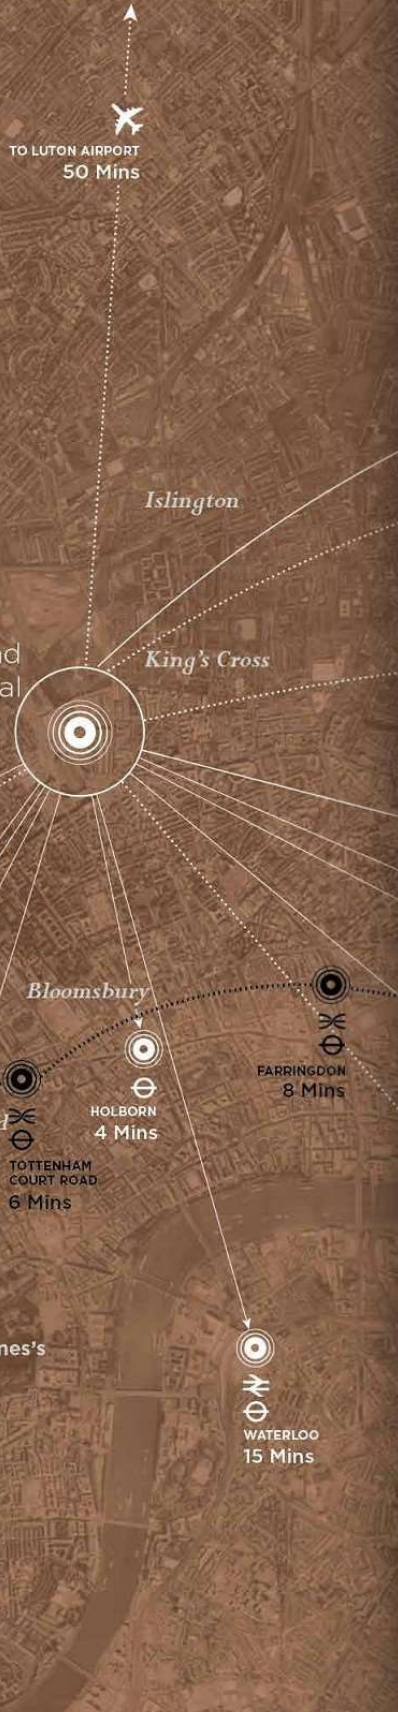 TO LUTON AIRPORT
50 Mins
Islington
King's Cross
Bloomsbury
FARRINGDON
8 Mins
HOLBORN
4 Mins
TOTTENHAM
COURT ROAD
6 Mins
WATERLOO
15 Mins